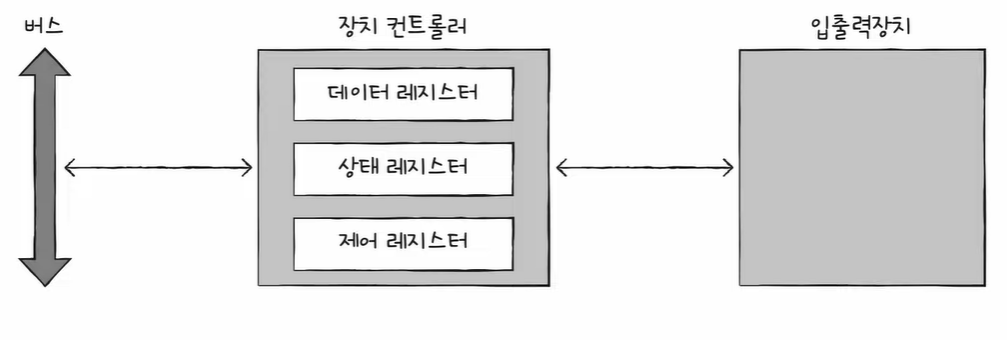 버스
장치 컨트롤러
입출력장치
데이터 레지스터
상태 레지스터
제어 레지스터